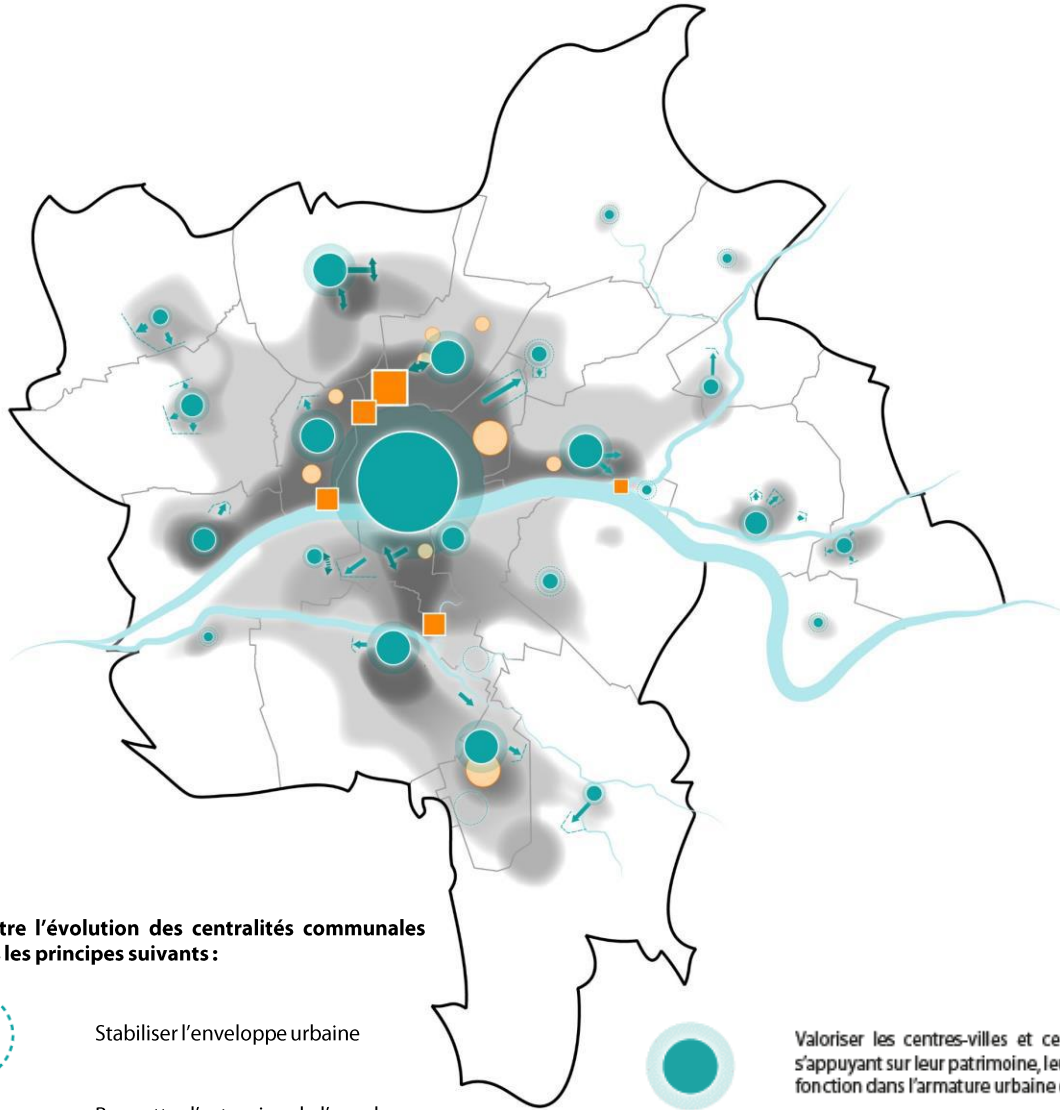 tre l'évolution des centralités communales
les principes suivants :
Stabiliser l'enveloppe urbaine
Valoriser les centres-villes et ce
s'appuyant sur leur patrimoine, le
fonction dans l'armature urbaine